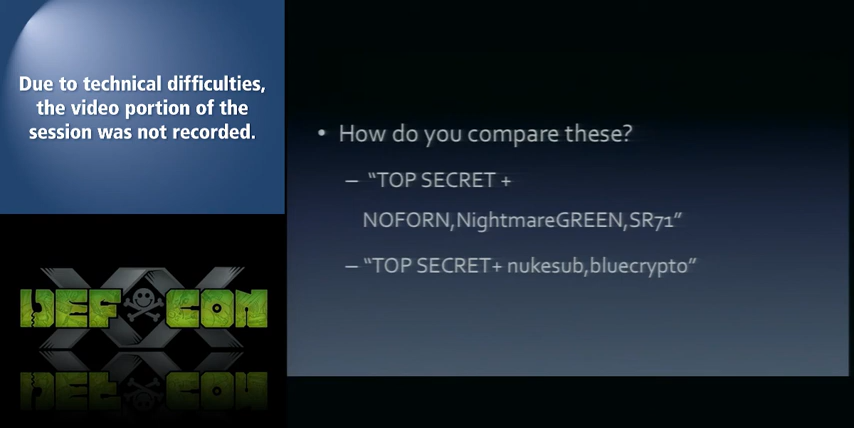 Due to technical difficulties,
the video portion of the
session was not recorded.
DEF CON
XX
• How do you compare these?
– “TOP SECRET +
NOFORN,NightmareGREEN,SR71”
– “TOP SECRET+ nukesub,bluecrypto”